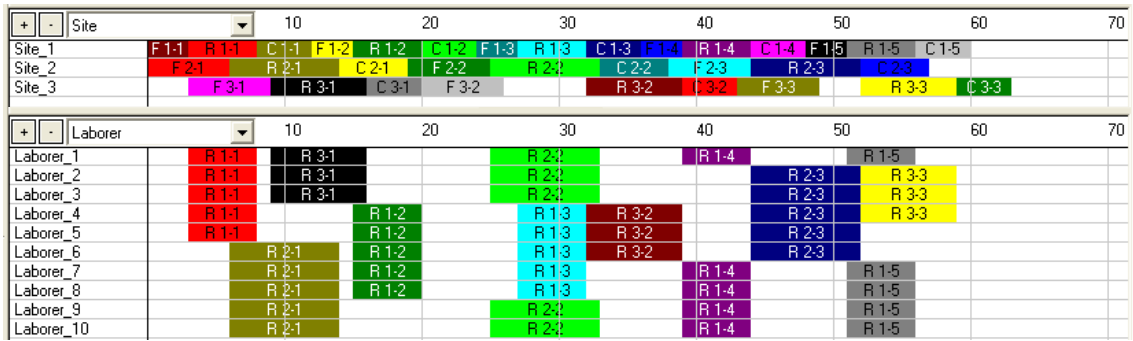 + - Site 10 20 30 40 50 60 70
Site_1 F 1-1 R 1-1 C 1-1 F 1-2 R 1-2 C 1-2 F 1-3 R 1-3 C 1-3 F 1-4 R 1-4 C 1-4 F 1-5 R 1-5 C 1-5
Site_2 F 2-1 R 2-1 C 2-1 F 2-2 R 2-2 C 2-2 F 2-3 R 2-3 C 2-3
Site_3 F 3-1 R 3-1 C 3-1 F 3-2 R 3-2 C 3-2 F 3-3 R 3-3 C 3-3
+ - Laborer 10 20 30 40 50 60 70
Laborer_1 R 1-1 R 3-1 R 2-2 R 1-4 R 1-5
Laborer_2 R 1-1 R 3-1 R 2-2 R 2-3 R 3-3
Laborer_3 R 1-1 R 3-1 R 2-2 R 2-3 R 3-3
Laborer_4 R 1-1 R 1-2 R 1-3 R 3-2 R 2-3 R 3-3
Laborer_5 R 1-1 R 1-2 R 1-3 R 3-2 R 2-3
Laborer_6 R 2-1 R 1-2 R 1-3 R 3-2 R 2-3
Laborer_7 R 2-1 R 1-2 R 1-3 R 1-4 R 1-5
Laborer_8 R 2-1 R 1-2 R 1-3 R 1-4 R 1-5
Laborer_9 R 2-1 R 2-2 R 1-4 R 1-5
Laborer_10 R 2-1 R 2-2 R 1-4 R 1-5